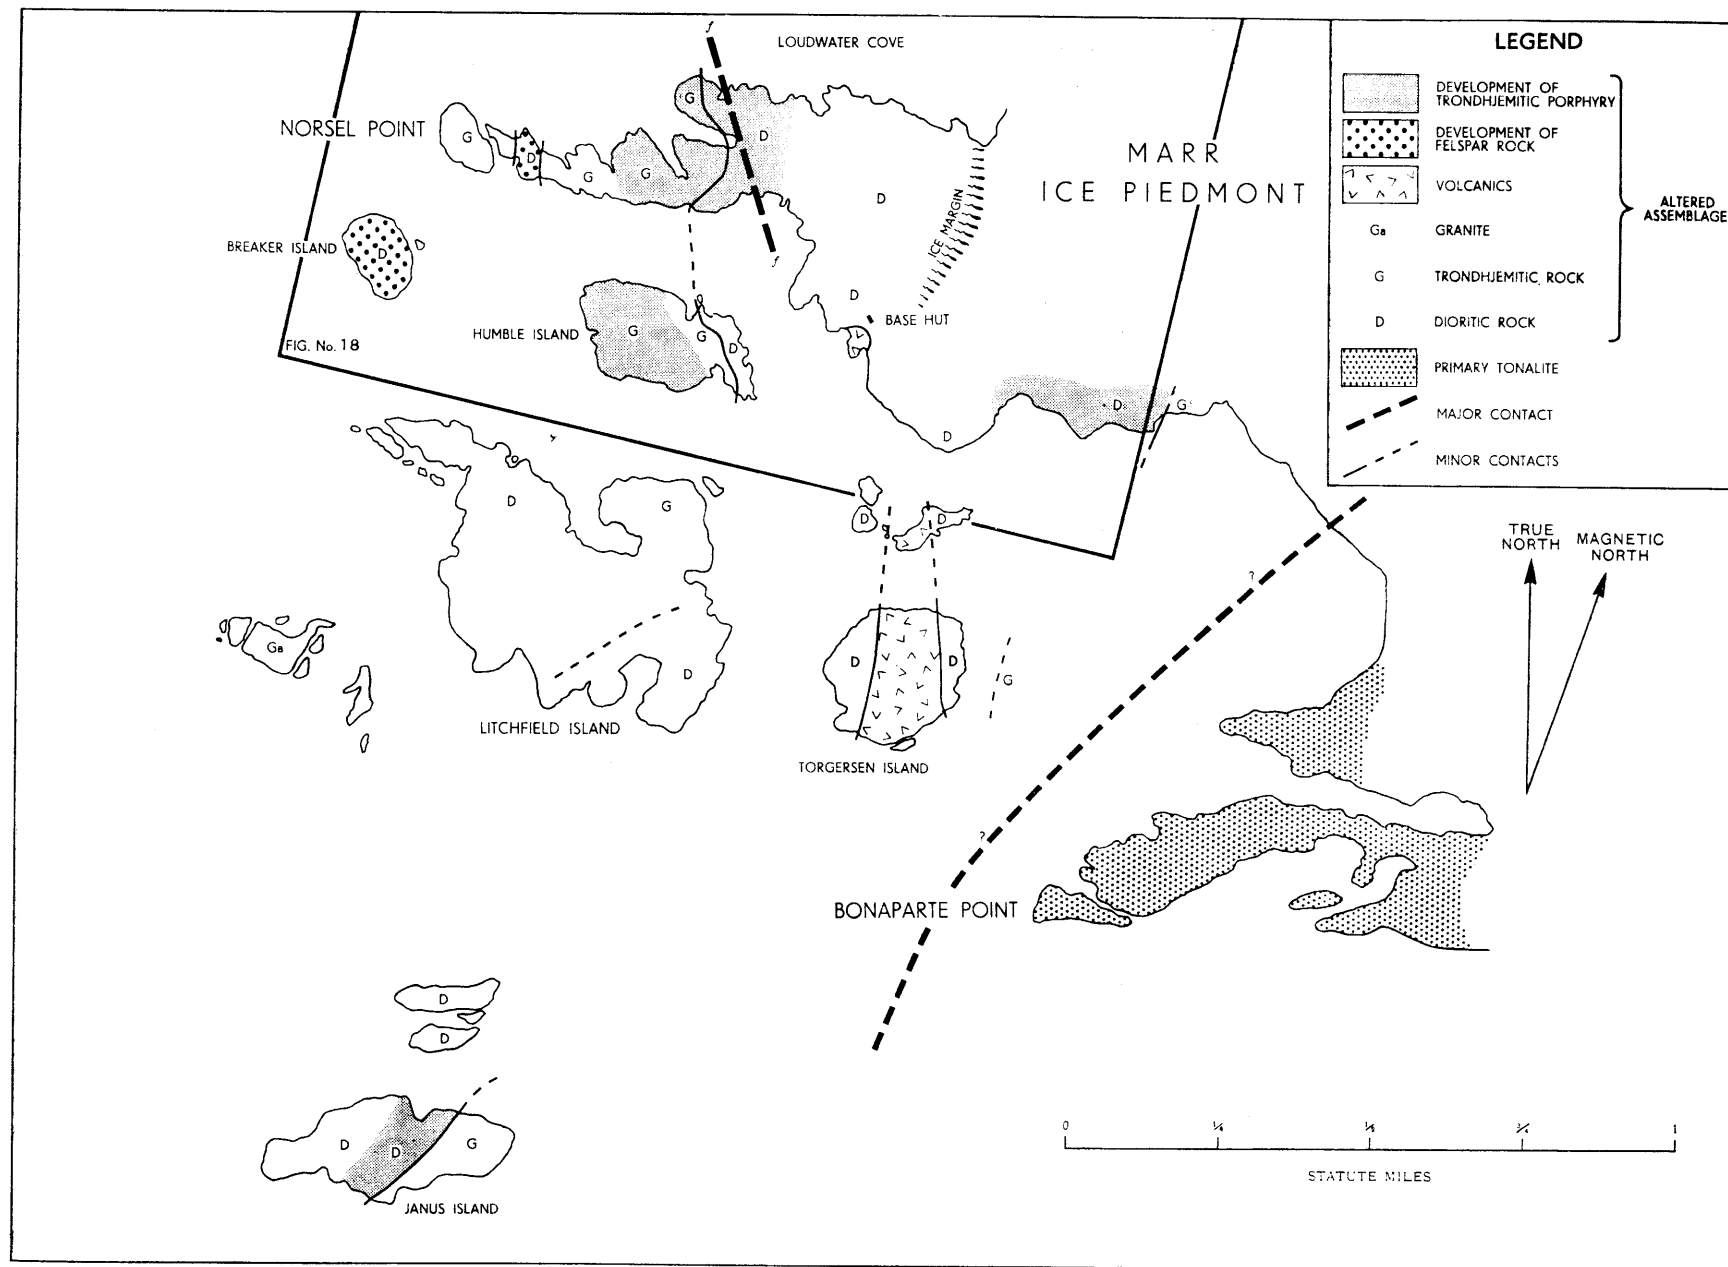 LOUDWATER COVE
f
NORSEL POINT
G
D
G
G
G
D
D
D
MARR
ICE PIEDMONT
ICE MARGIN
BREAKER ISLAND
D
f
HUMBLE ISLAND
G
G
D
BASE HUT
FIG. No. 18
D
G
D
D
G
D
LITCHFIELD ISLAND
D
D
D
D
G
TORGERSEN ISLAND
Ga
?
?
BONAPARTE POINT
D
D
D
D
G
JANUS ISLAND
LEGEND
DEVELOPMENT OF
TRONDHJEMITIC PORPHYRY
DEVELOPMENT OF
FELSPAR ROCK
VOLCANICS
Ga GRANITE
G TRONDHJEMITIC ROCK
D DIORITIC ROCK
ALTERED
ASSEMBLAGE
PRIMARY TONALITE
MAJOR CONTACT
MINOR CONTACTS
TRUE
NORTH
MAGNETIC
NORTH
0 ¼ ½ ¾ 1
STATUTE MILES